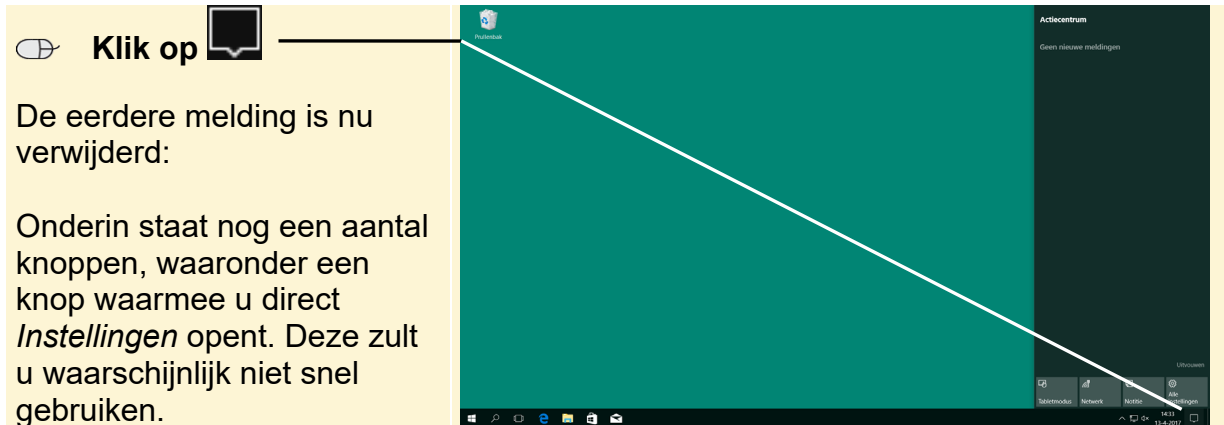 Klik op
De eerdere melding is nu
verwijderd:
Onderin staat nog een aantal
knoppen, waaronder een
knop waarmee u direct
Instellingen opent. Deze zult
u waarschijnlijk niet snel
gebruiken.
Prullenbak
Actiecentrum
Geen nieuwe meldingen
Uitvouwen
Tabletmodus
Netwerk
Notitie
Alle
instellingen
14:33
13-4-2017